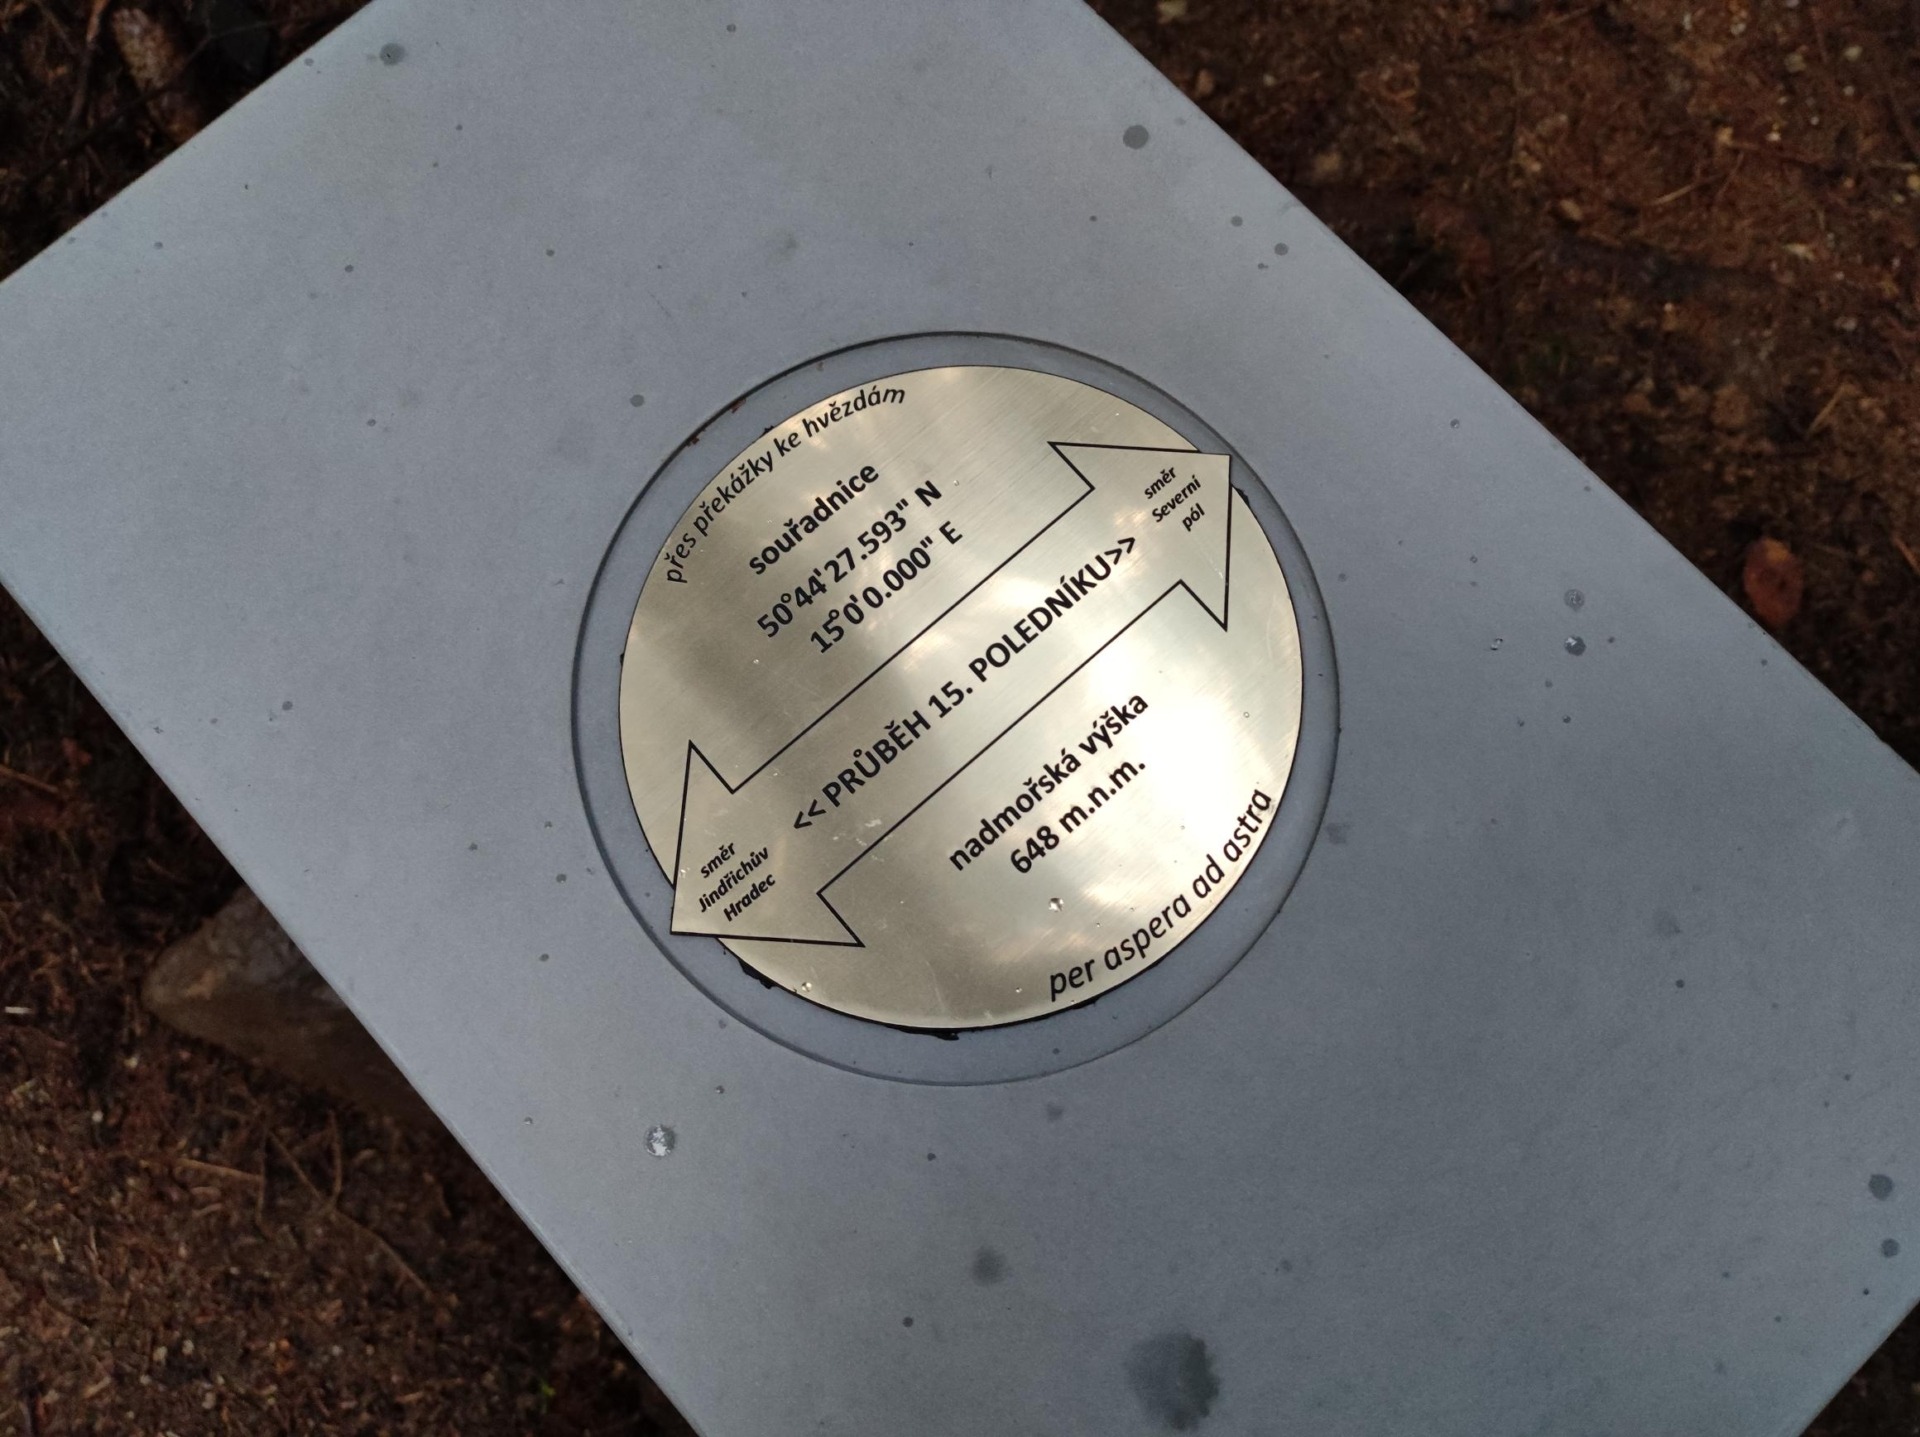 přes překážky ke hvězdám
souřadnice
50°44'27.593" N
15°0'0.000" E
směr
Severní
pól
<< PRŮBĚH 15. POLEDNÍKU>>
směr
Jindřichův
Hradec
nadmořská výška
648 m.n.m.
per aspera ad astra